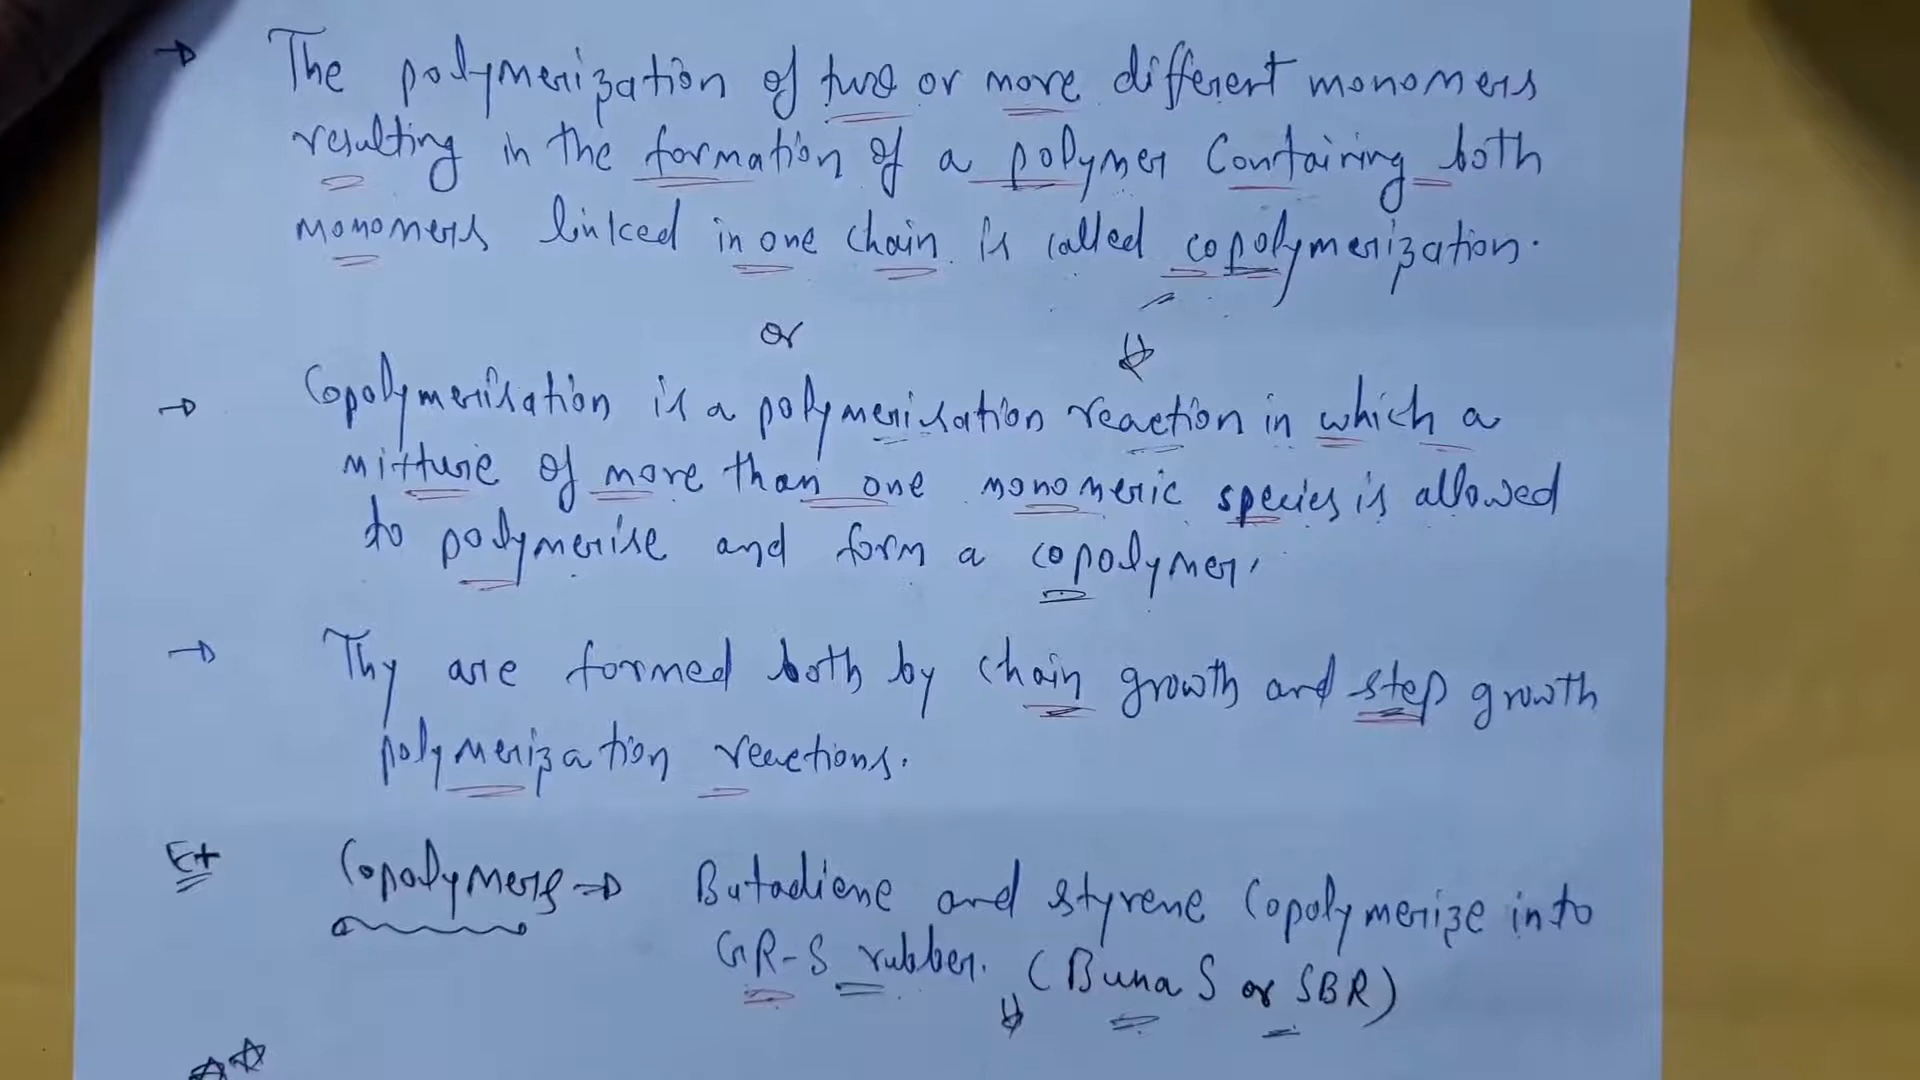 → The polymerization of two or more different monomers
resulting in the formation of a polymer Containing both
monomers linked in one chain is called copolymerization.
or
→ Copolymerisation is a polymerisation reaction in which a
mixture of more than one monomeric species is allowed
to polymerise and form a copolymer.
→ Thy are formed both by chain growth and step growth
polymerization reactions.
Ex Copolymers ⇒ Butadiene and styrene Copolymerize into
GR-S rubber. (Buna S or SBR)